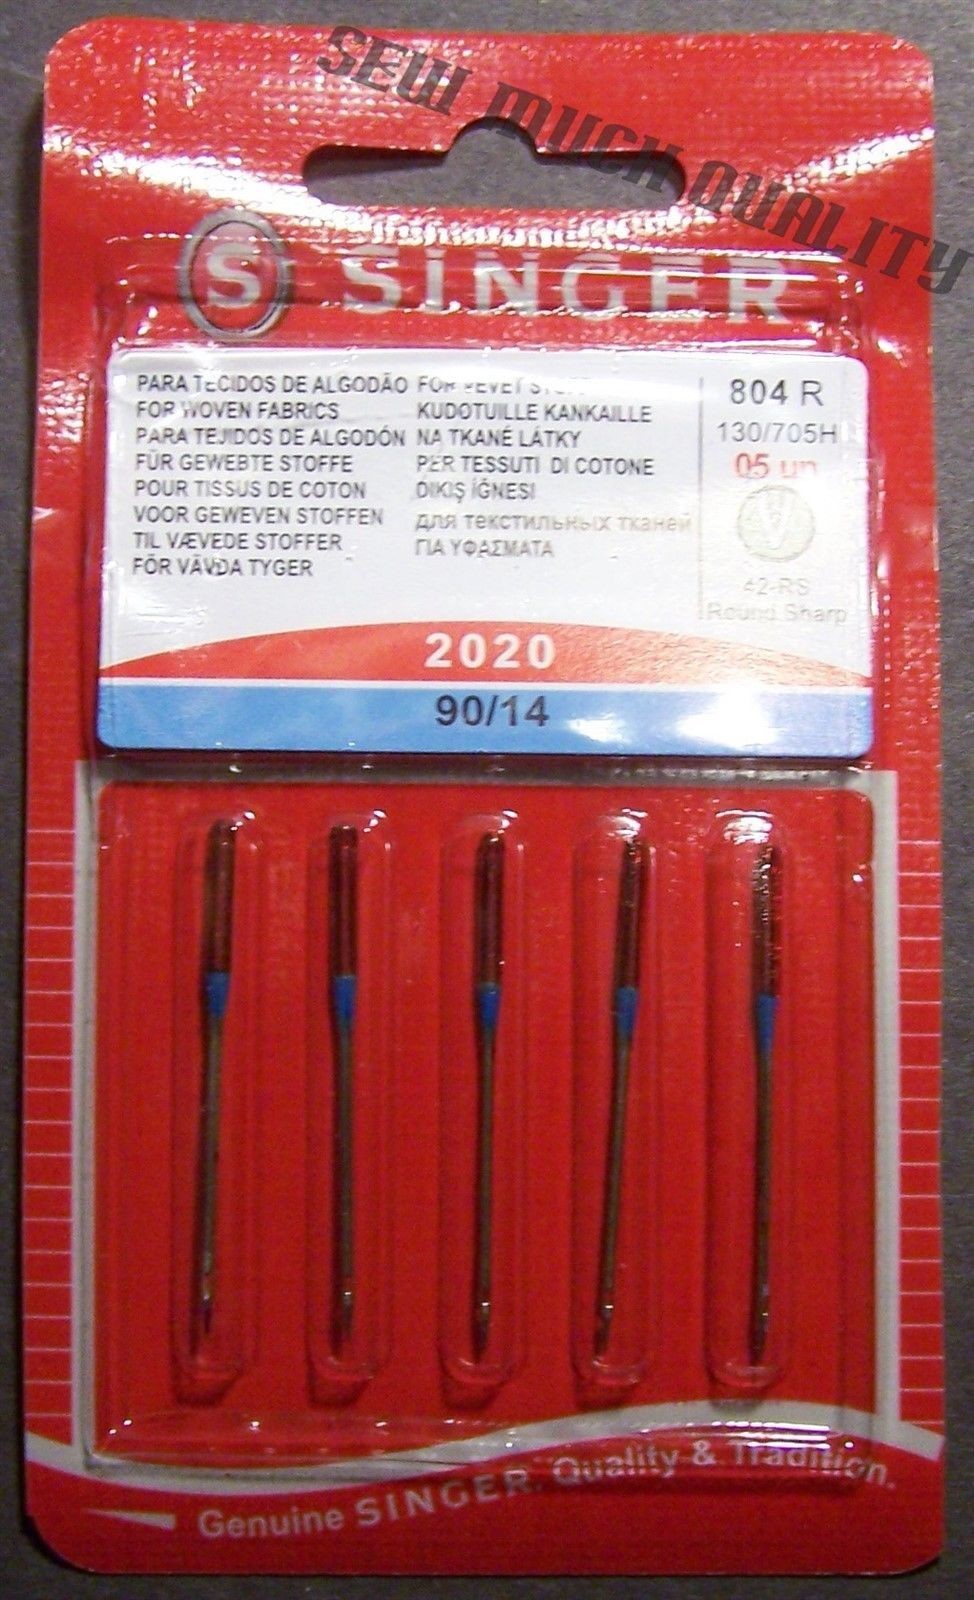 SEW MUCH QUALITY
S SINGER
PARA TECIDOS DE ALGODÃO
FOR WOVEN FABRICS
PARA TEJIDOS DE ALGODÓN
FÜR GEWEBTE STOFFE
POUR TISSUS DE COTON
VOOR GEWEVEN STOFFEN
TIL VÆVEDE STOFFER
FÖR VÄVDA TYGER
FOR
KUDOTUILLE KANKAILLE
NA TKANÉ LÁTKY
PER TESSUTI DI COTONE
DIKIŞ İĞNESI
для текстильных тканей
ΓΙΑ ΥΦΑΣΜΑΤΑ
804 R
130/705H
05 un
42-RS
Round Sharp
2020
90/14
Genuine SINGER. Quality & Tradition.